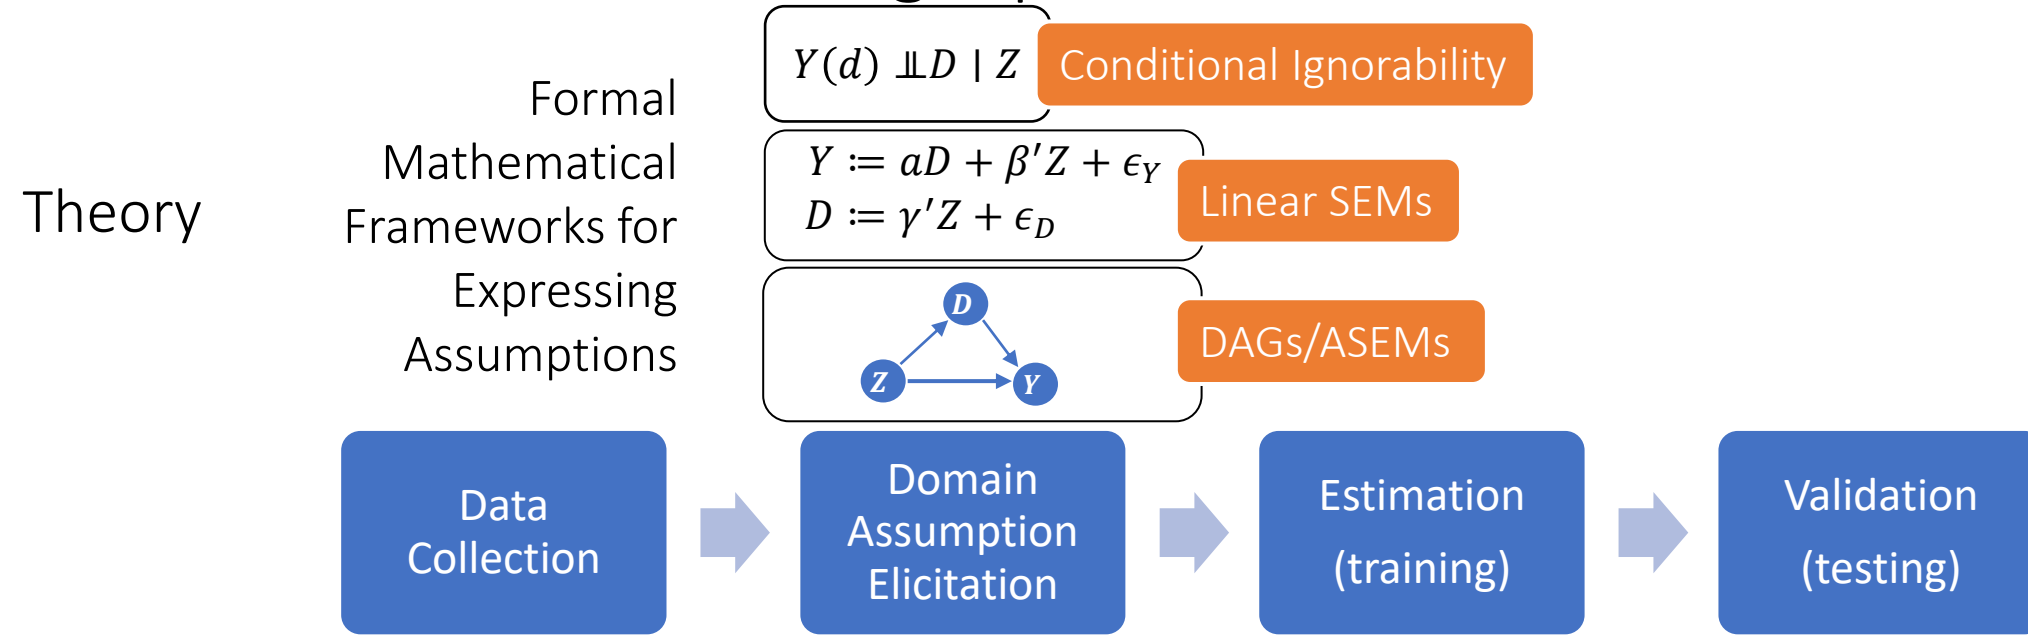 Theory
Formal
Mathematical
Frameworks for
Expressing
Assumptions
Y(d) ⫫D ∣ Z
Conditional Ignorability
Y ≔ aD + β′Z + ϵ_Y
D ≔ γ′Z + ϵ_D
Linear SEMs
D
Z
Y
DAGs/ASEMs
Data
Collection
Domain
Assumption
Elicitation
Estimation
(training)
Validation
(testing)